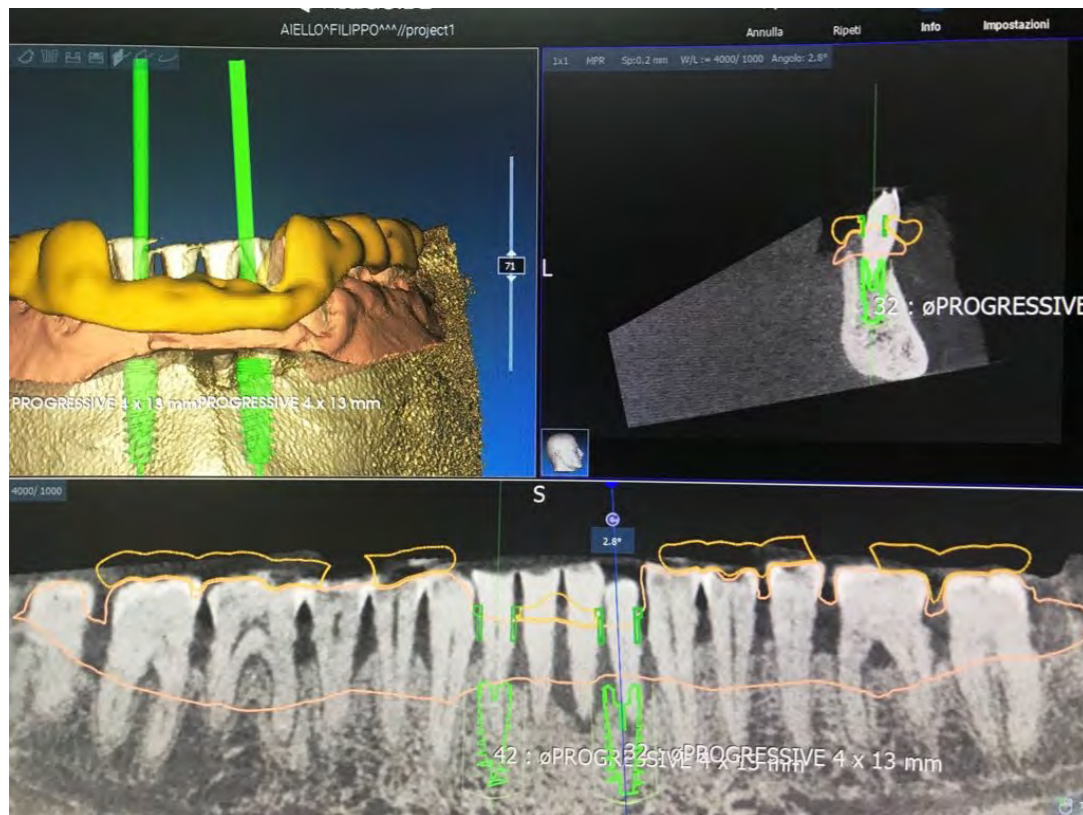 AIELLO^FILIPPO^^^//project1
Annulla
Ripeti
Info
Impostazioni
1x1 MPR Sp:0.2 mm W/L := 4000/ 1000 Angolo: 2.8°
71
L
32 : øPROGRESSIVE
PROGRESSIVE 4 x 13 mm
PROGRESSIVE 4 x 13 mm
4000/ 1000
S
2.8°
42 : øPROGRESSIVE 4 x 13 mm
32 : øPROGRESSIVE 4 x 13 mm